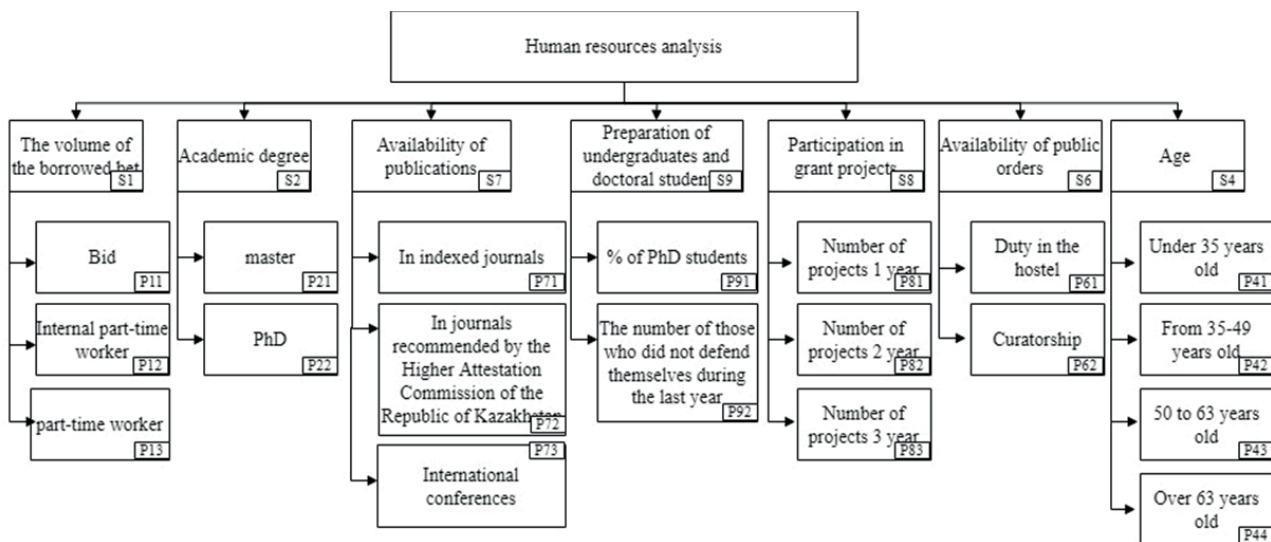 Human resources analysis
The volume of
the borrowed bet
S1
Academic degree
S2
Availability of
publications
S7
Preparation of
undergraduates and
doctoral student
S9
Participation in
grant projects
S8
Availability of public
orders
S6
Age
S4
Bid
P11
Internal part-time
worker
P12
part-time worker
P13
master
P21
PhD
P22
In indexed journals
P71
In journals
recommended by the
Higher Attestation
Commission of the
Republic of Kazakhstan
P72
P73
International
conferences
% of PhD students
P91
The number of those
who did not defend
themselves during
the last year
P92
Number of
projects 1 year
P81
Number of
projects 2 year
P82
Number of
projects 3 year
P83
Duty in the
hostel
P61
Curatorship
P62
Under 35 years
old
P41
From 35-49
years old
P42
50 to 63 years
old
P43
Over 63 years
old
P44